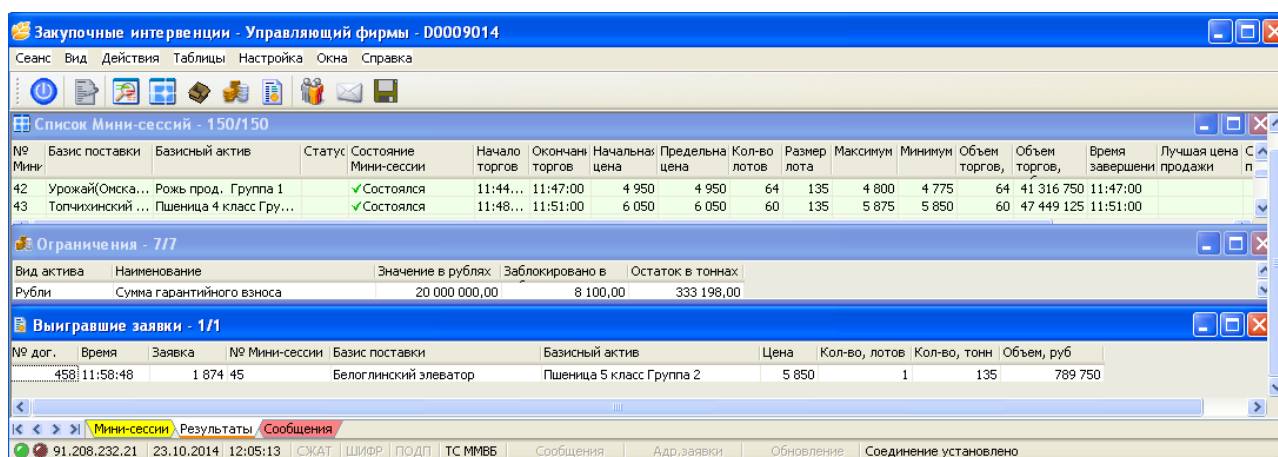 Закупочные интервенции - Управляющий фирмы - D0009014
Сеанс Вид Действия Таблицы Настройка Окна Справка
Список Мини-сессий - 150/150
№ Базис поставки Базисный актив Статус Состояние Начало Окончани Начальная Предельна Кол-во Размер Максимум Минимум Объем Объем Время Лучшая цена С
Мини Мини-сессии торгов торгов цена цена лотов лота торгов, торгов, завершени продажи п
42 Урожай(Омска... Рожь прод. Группа 1 Состоялся 11:44... 11:47:00 4 950 4 950 64 135 4 800 4 775 64 41 316 750 11:47:00
43 Топчихинский ... Пшеница 4 класс Гру... Состоялся 11:48... 11:51:00 6 050 6 050 60 135 5 875 5 850 60 47 449 125 11:51:00
Ограничения - 7/7
Вид актива Наименование Значение в рублях Заблокировано в Остаток в тоннах
Рубли Сумма гарантийного взноса 20 000 000,00 8 100,00 333 198,00
Выигравшие заявки - 1/1
№ дог. Время Заявка № Мини-сессии Базис поставки Базисный актив Цена Кол-во, лотов Кол-во, тонн Объем, руб
458 11:58:48 1 874 45 Белоглинский элеватор Пшеница 5 класс Группа 2 5 850 1 135 789 750
Мини-сессии Результаты Сообщения
91.208.232.21 23.10.2014 12:05:13 СЖАТ ШИФР ПОДП ТС ММВБ Сообщения Адр.заявки Обновление Соединение установлено